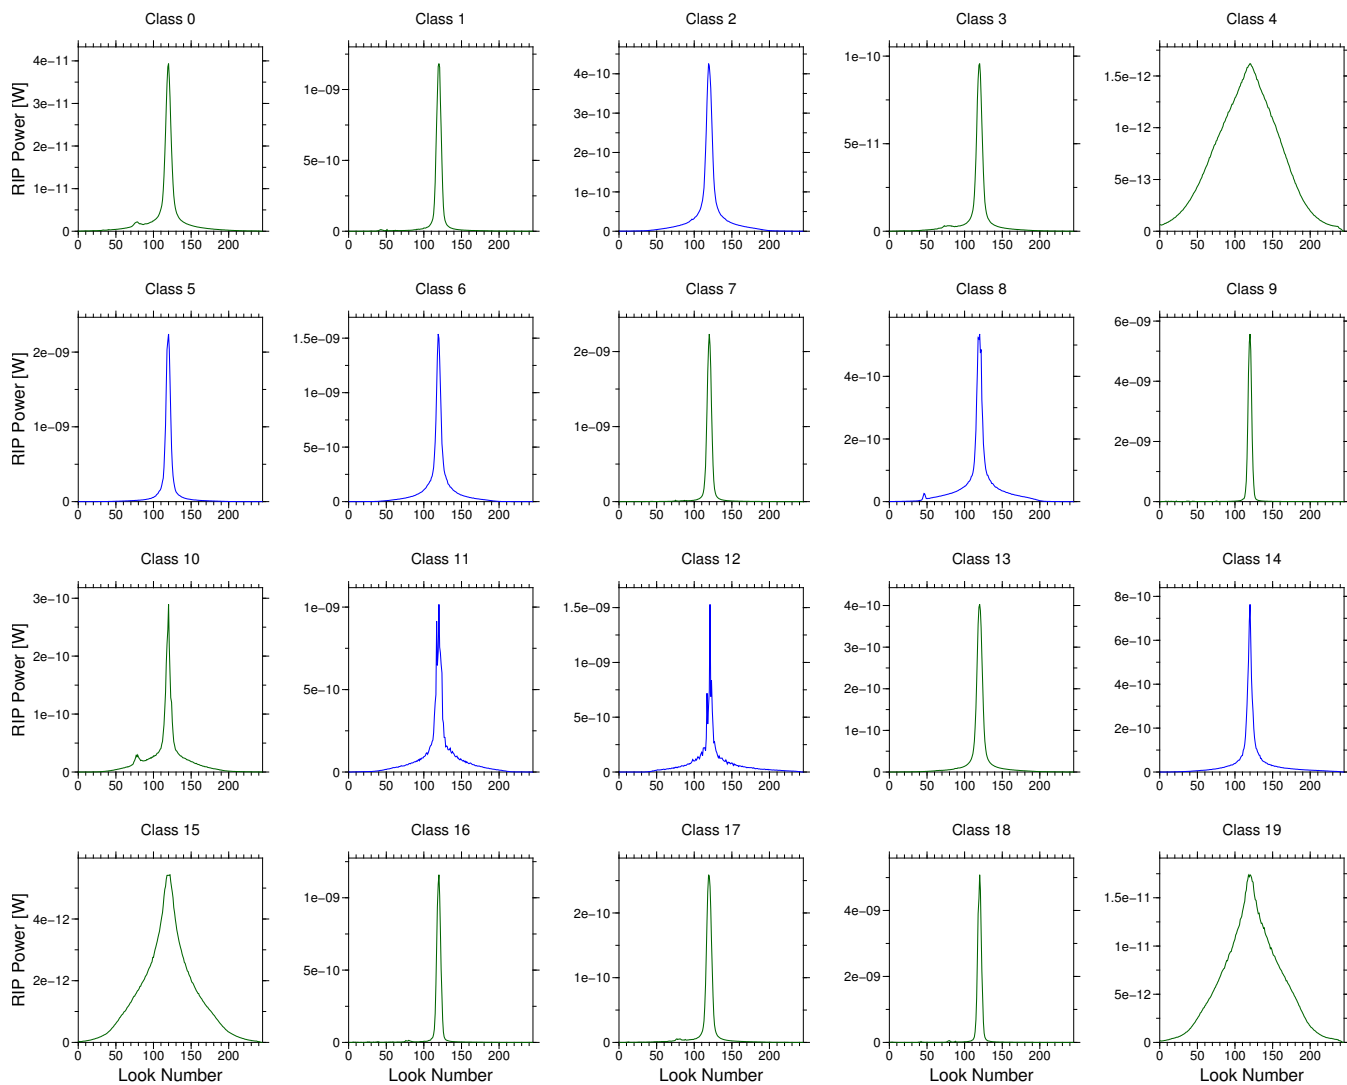 Class 0 Class 1 Class 2 Class 3 Class 4
RIP Power [W]
4e−11 3e−11 2e−11 1e−11 0
1e−09 5e−10 0
4e−10 3e−10 2e−10 1e−10 0
1e−10 5e−11 0
1.5e−12 1e−12 5e−13 0
0 50 100 150 200 0 50 100 150 200 0 50 100 150 200 0 50 100 150 200 0 50 100 150 200
Class 5 Class 6 Class 7 Class 8 Class 9
RIP Power [W]
2e−09 1e−09 0
1.5e−09 1e−09 5e−10 0
2e−09 1e−09 0
4e−10 2e−10 0
6e−09 4e−09 2e−09 0
0 50 100 150 200 0 50 100 150 200 0 50 100 150 200 0 50 100 150 200 0 50 100 150 200
Class 10 Class 11 Class 12 Class 13 Class 14
RIP Power [W]
3e−10 2e−10 1e−10 0
1e−09 5e−10 0
1.5e−09 1e−09 5e−10 0
4e−10 3e−10 2e−10 1e−10 0
8e−10 6e−10 4e−10 2e−10 0
0 50 100 150 200 0 50 100 150 200 0 50 100 150 200 0 50 100 150 200 0 50 100 150 200
Class 15 Class 16 Class 17 Class 18 Class 19
RIP Power [W]
4e−12 2e−12 0
1e−09 5e−10 0
2e−10 1e−10 0
4e−09 2e−09 0
1.5e−11 1e−11 5e−12 0
0 50 100 150 200 0 50 100 150 200 0 50 100 150 200 0 50 100 150 200 0 50 100 150 200
Look Number Look Number Look Number Look Number Look Number